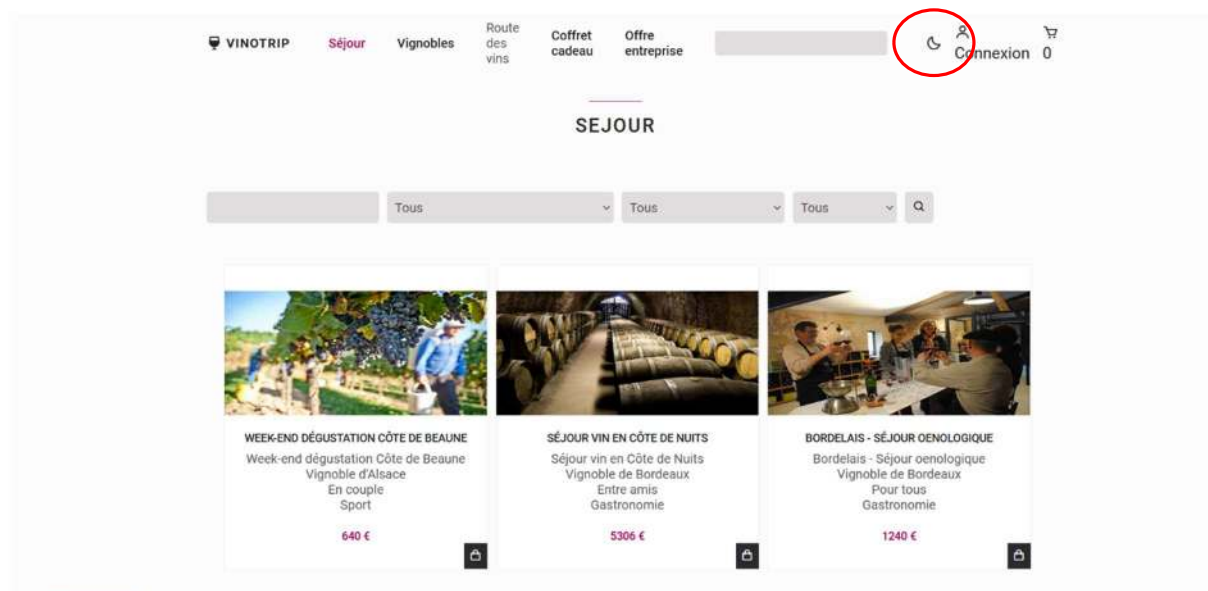 VINOTRIP
Séjour
Vignobles
Route
des
vins
Coffret
cadeau
Offre
entreprise
Connexion
0
SEJOUR
Tous
Tous
Tous
WEEK-END DÉGUSTATION CÔTE DE BEAUNE
Week-end dégustation Côte de Beaune
Vignoble d'Alsace
En couple
Sport
640 €
SÉJOUR VIN EN CÔTE DE NUITS
Séjour vin en Côte de Nuits
Vignoble de Bordeaux
Entre amis
Gastronomie
5306 €
BORDELAIS - SÉJOUR OENOLOGIQUE
Bordelais - Séjour oenologique
Vignoble de Bordeaux
Pour tous
Gastronomie
1240 €